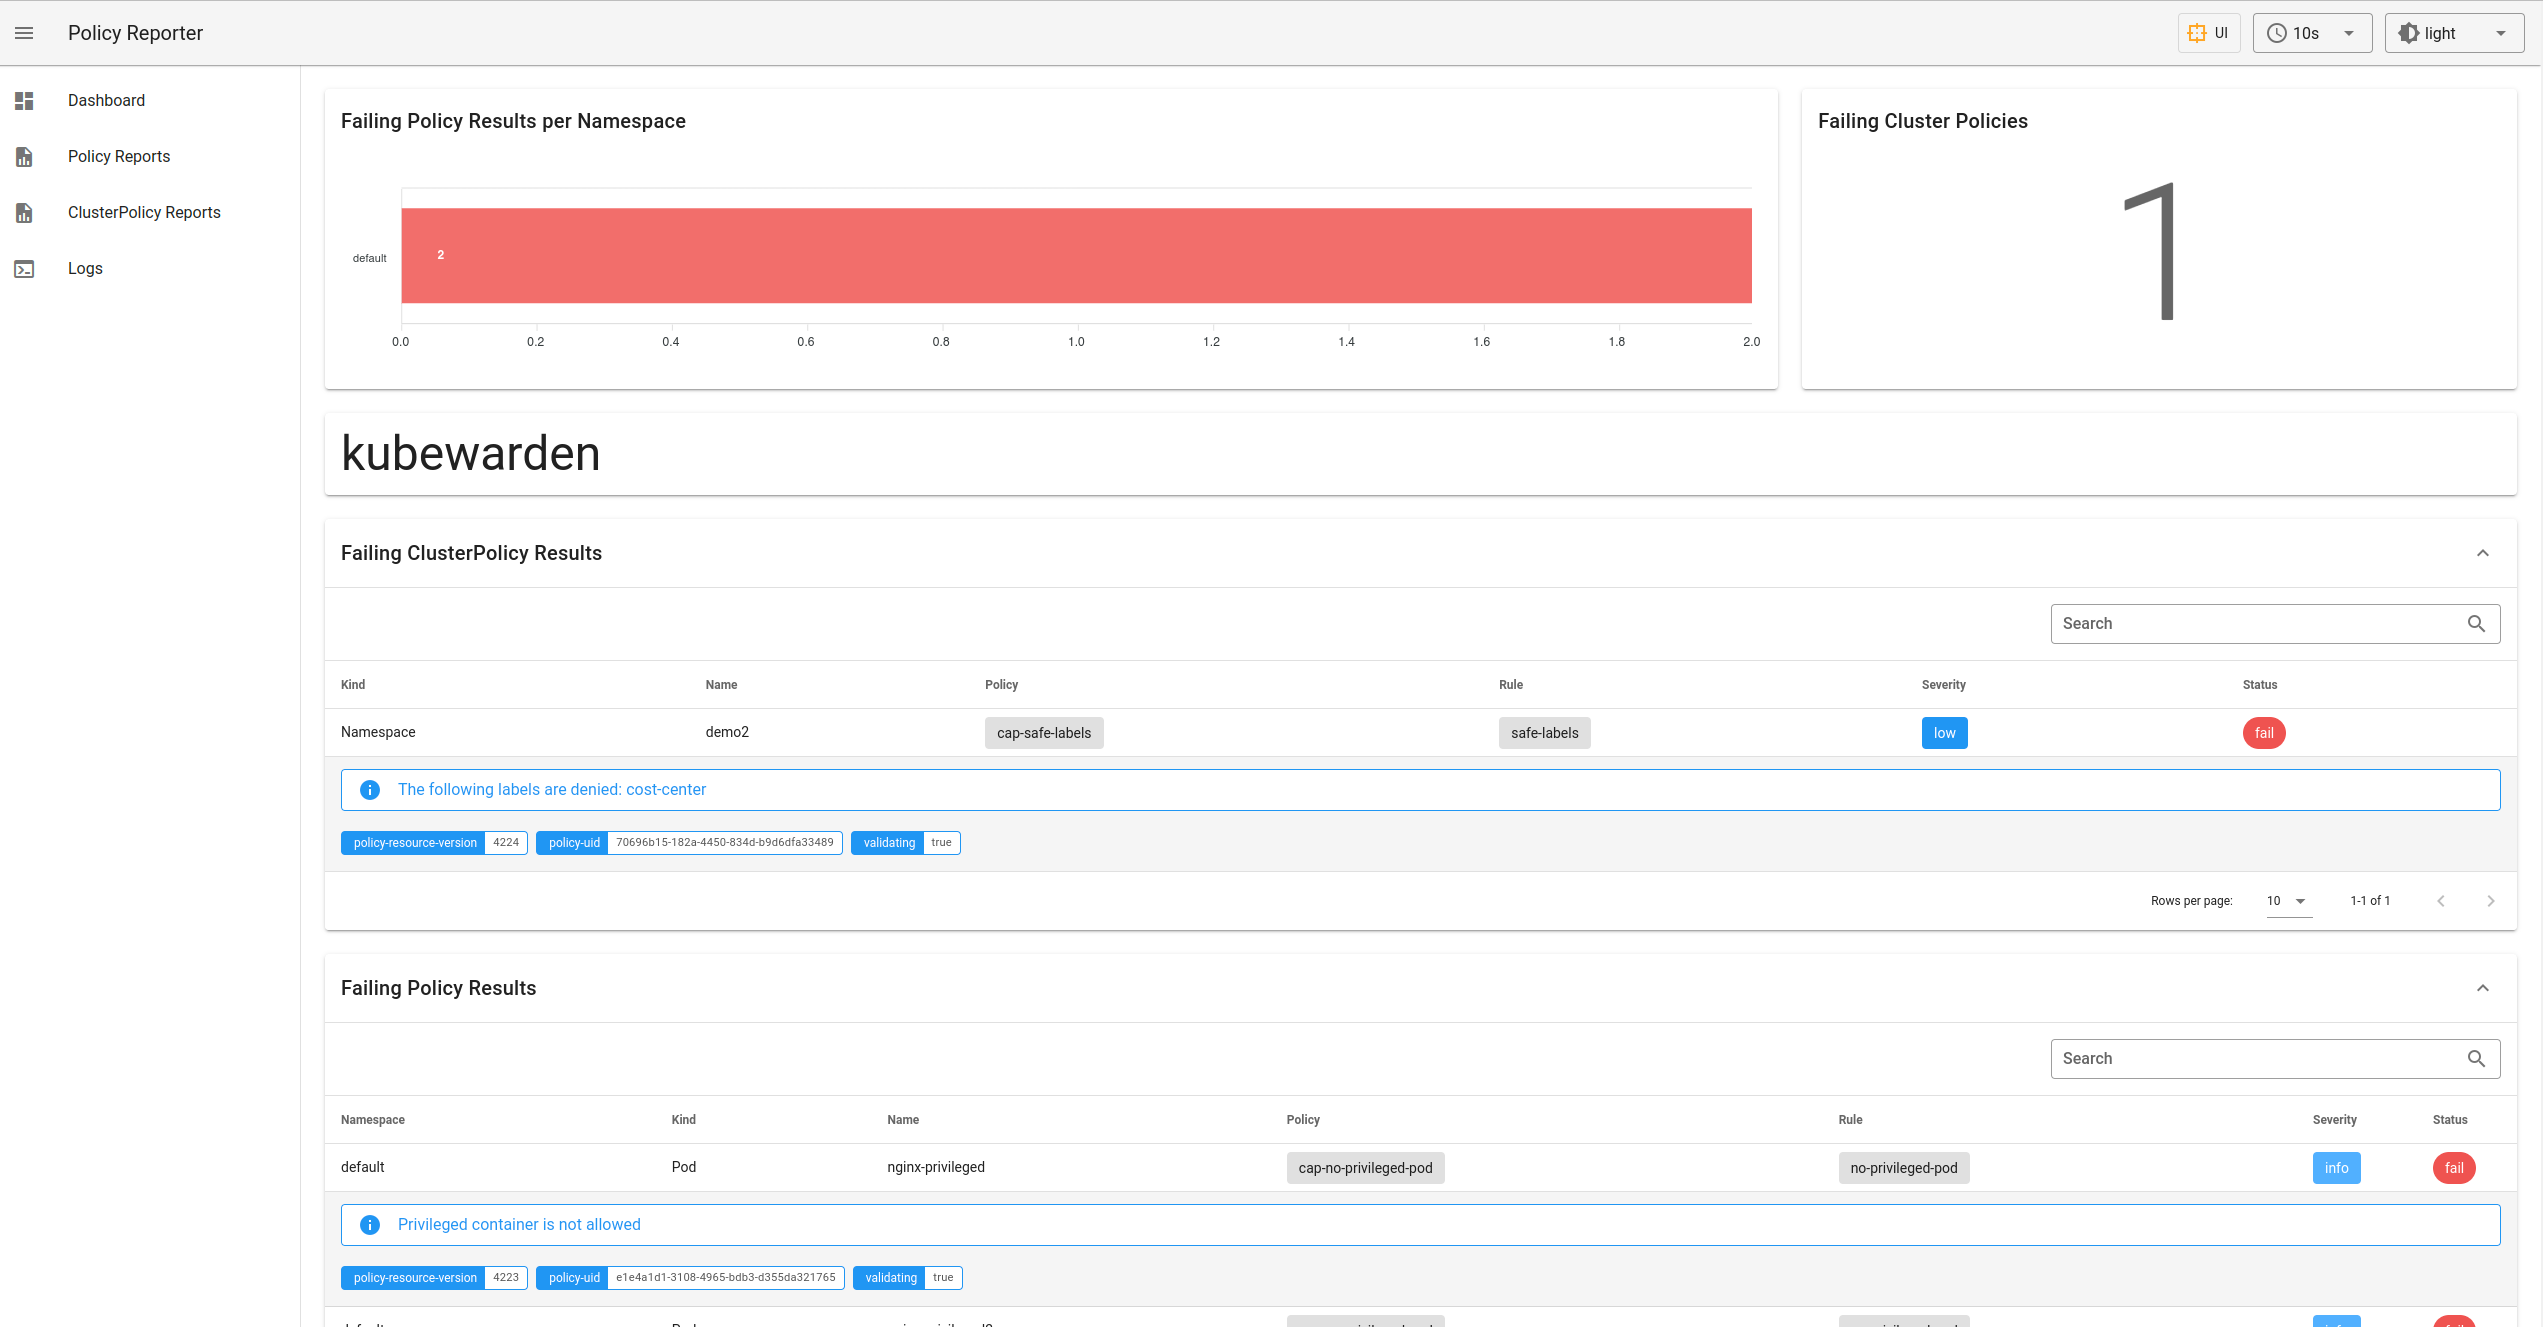 Policy Reporter
UI
10s
light
Dashboard
Policy Reports
ClusterPolicy Reports
Logs
Failing Policy Results per Namespace
default
2
0.0 0.2 0.4 0.6 0.8 1.0 1.2 1.4 1.6 1.8 2.0
Failing Cluster Policies
1
kubewarden
Failing ClusterPolicy Results
Search
Kind Name Policy Rule Severity Status
Namespace demo2 cap-safe-labels safe-labels low fail
The following labels are denied: cost-center
policy-resource-version 4224 policy-uid 70696b15-182a-4450-834d-b9d6dfa33489 validating true
Rows per page: 10 1-1 of 1
Failing Policy Results
Search
Namespace Kind Name Policy Rule Severity Status
default Pod nginx-privileged cap-no-privileged-pod no-privileged-pod info fail
Privileged container is not allowed
policy-resource-version 4223 policy-uid e1e4a1d1-3108-4965-bdb3-d355da321765 validating true